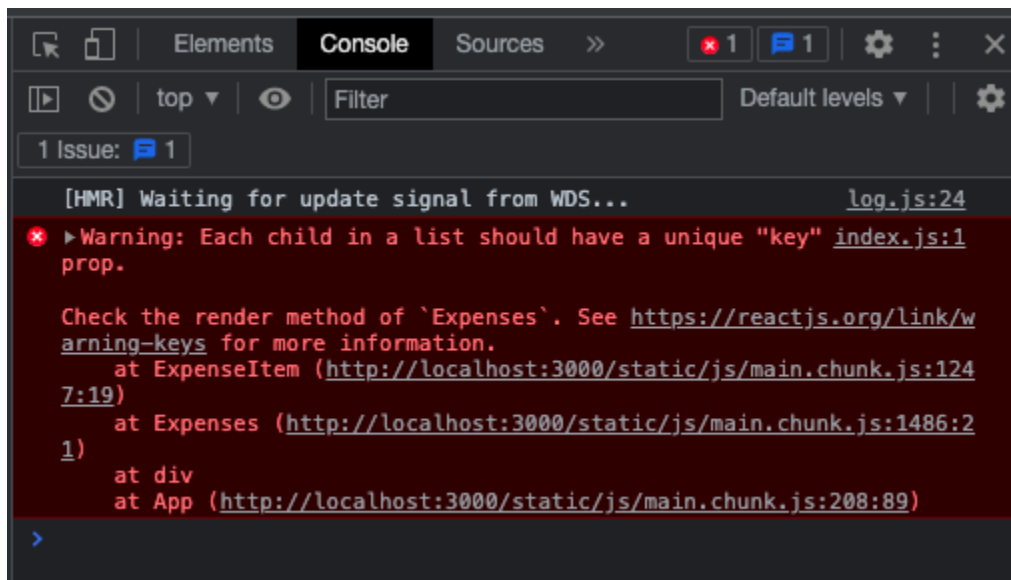 Elements Console Sources » 1 1
top ▼ Filter Default levels ▼
1 Issue: 1
[HMR] Waiting for update signal from WDS... log.js:24
▶Warning: Each child in a list should have a unique "key" index.js:1
prop.
Check the render method of `Expenses`. See https://reactjs.org/link/w
arning-keys for more information.
at ExpenseItem (http://localhost:3000/static/js/main.chunk.js:124
7:19)
at Expenses (http://localhost:3000/static/js/main.chunk.js:1486:2
1)
at div
at App (http://localhost:3000/static/js/main.chunk.js:208:89)